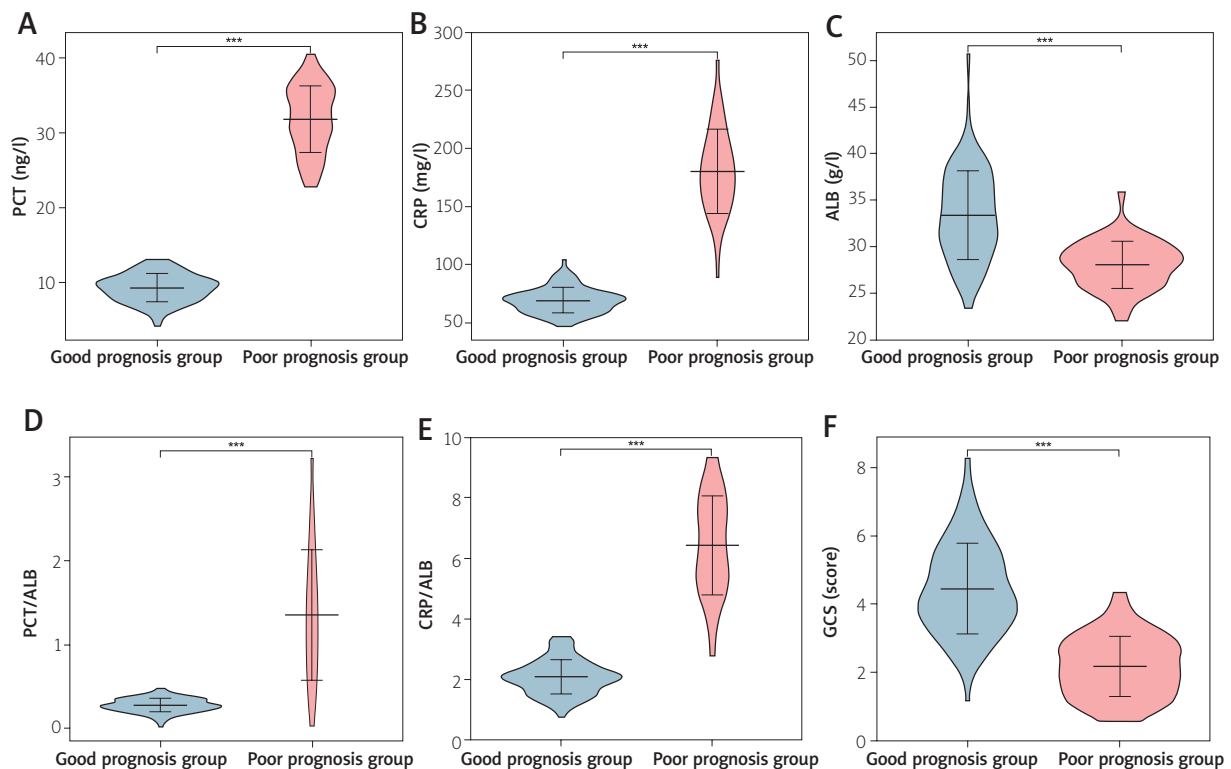 A
PCT (ng/l)
40
30
20
10
***
Good prognosis group
Poor prognosis group
B
CRP (mg/l)
300
250
200
150
100
50
***
Good prognosis group
Poor prognosis group
C
ALB (g/l)
50
45
40
35
30
25
20
***
Good prognosis group
Poor prognosis group
D
PCT/ALB
3
2
1
0
***
Good prognosis group
Poor prognosis group
E
CRP/ALB
10
8
6
4
2
0
***
Good prognosis group
Poor prognosis group
F
GCS (score)
8
6
4
2
0
***
Good prognosis group
Poor prognosis group